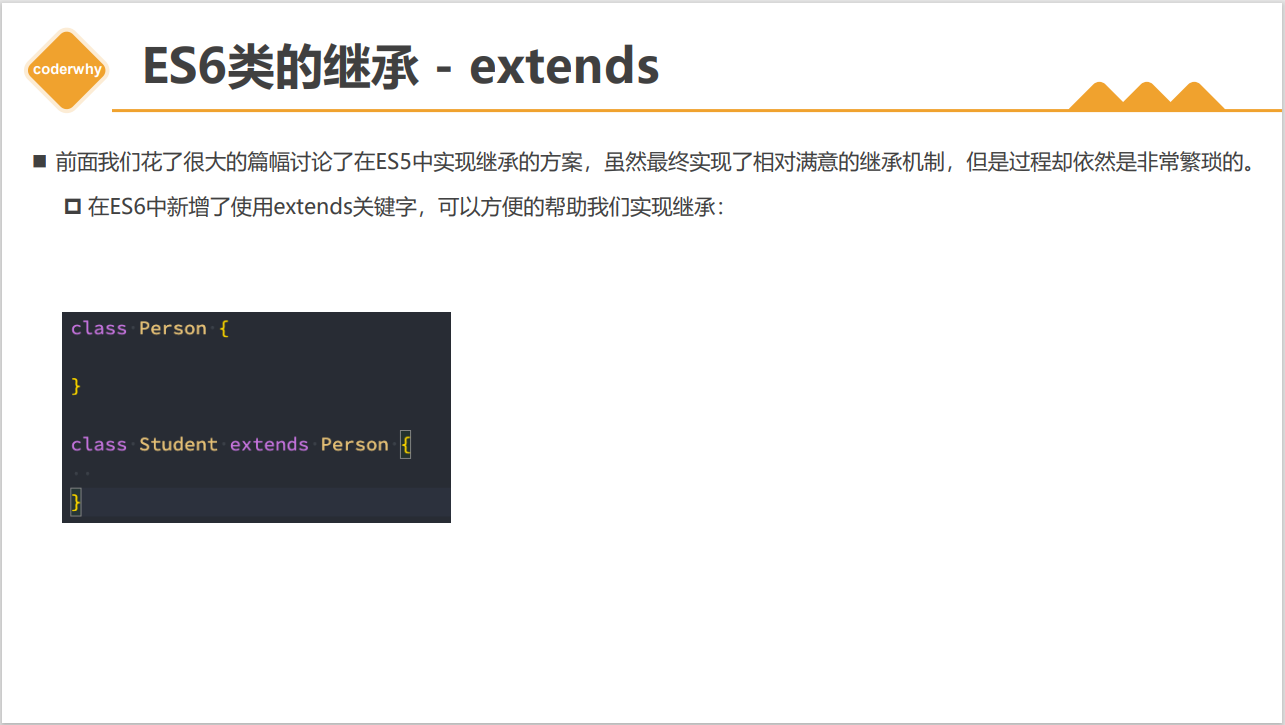 coderwhy
ES6类的继承 - extends
前面我们花了很大的篇幅讨论了在ES5中实现继承的方案，虽然最终实现了相对满意的继承机制，但是过程却依然是非常繁琐的。
在ES6中新增了使用extends关键字，可以方便的帮助我们实现继承：
class Person {
}
class Student extends Person {
}